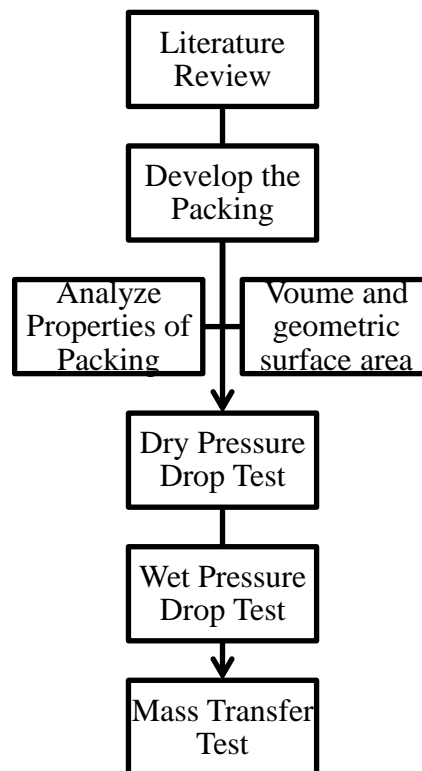 Literature
Review
Develop the
Packing
Analyze
Properties of
Packing
Voume and
geometric
surface area
Dry Pressure
Drop Test
Wet Pressure
Drop Test
Mass Transfer
Test